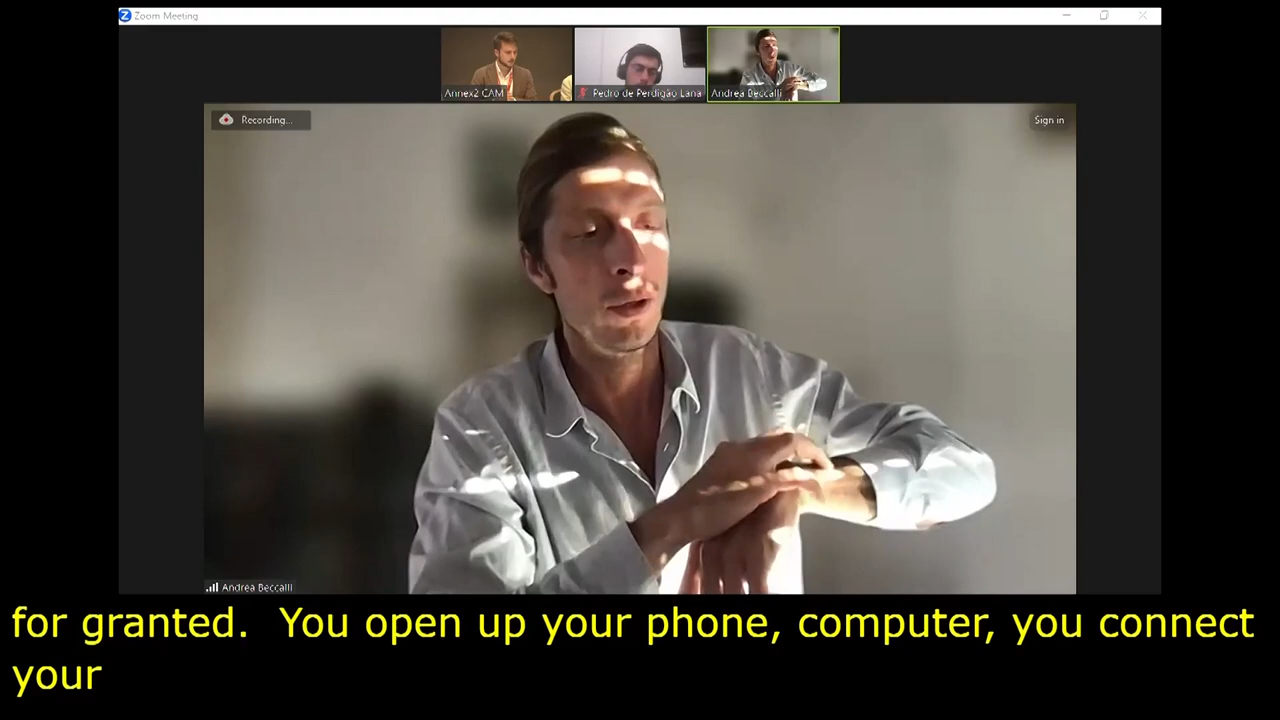 Zoom Meeting
Annex2 CAM
Pedro de Perdigão Lana
Andrea Beccalli
Recording...
Sign in
Andrea Beccalli
for granted. You open up your phone, computer, you connect
your